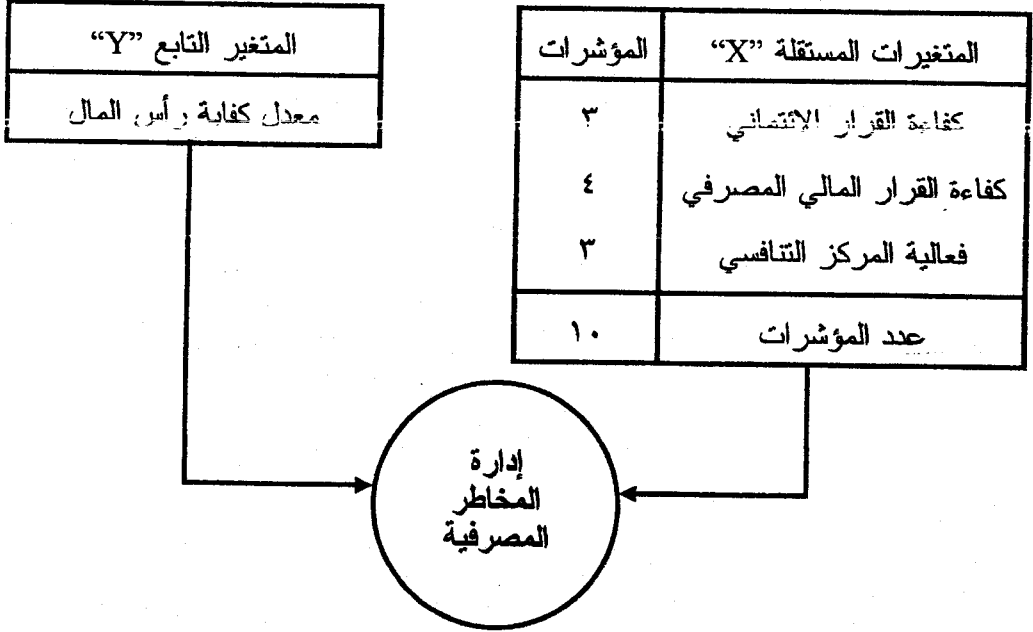 المتغيرات المستقلة "X" المؤشرات
كفاءة القرار الائتماني ٣
كفاءة القرار المالي المصرفي ٤
فعالية المركز التنافسي ٣
عدد المؤشرات ١٠
المتغير التابع "Y"
معدل كفاية رأس المال
إدارة
المخاطر
المصرفية